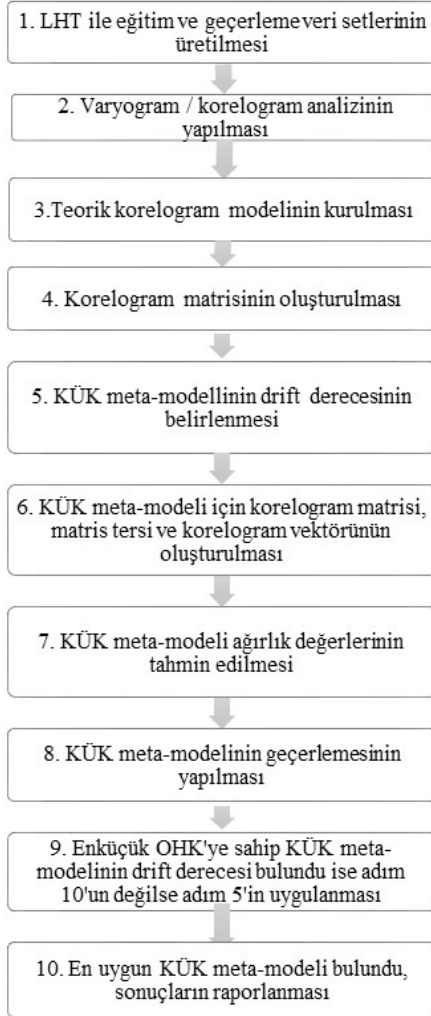 1. LHT ile eğitim ve geçerleme veri setlerinin
üretilmesi
2. Varyogram / korelogram analizinin
yapılması
3.Teorik korelogram modelinin kurulması
4. Korelogram matrisinin oluşturulması
5. KÜK meta-modellinin drift derecesinin
belirlenmesi
6. KÜK meta-modeli için korelogram matrisi,
matris tersi ve korelogram vektörünün
oluşturulması
7. KÜK meta-modeli ağırlık değerlerinin
tahmin edilmesi
8. KÜK meta-modelinin geçerlemesinin
yapılması
9. Enküçük OHK'ye sahip KÜK meta-
modelinin drift derecesi bulundu ise adım
10'un değilse adım 5'in uygulanması
10. En uygun KÜK meta-modeli bulundu,
sonuçların raporlanması